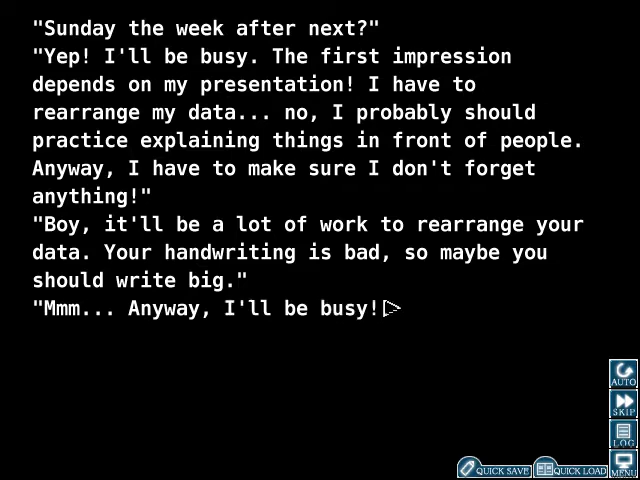 "Sunday the week after next?"
"Yep! I'll be busy. The first impression
depends on my presentation! I have to
rearrange my data... no, I probably should
practice explaining things in front of people.
Anyway, I have to make sure I don't forget
anything!"
"Boy, it'll be a lot of work to rearrange your
data. Your handwriting is bad, so maybe you
should write big."
"Mmm... Anyway, I'll be busy!
AUTO
SKIP
LOG
MENU
QUICK SAVE
QUICK LOAD